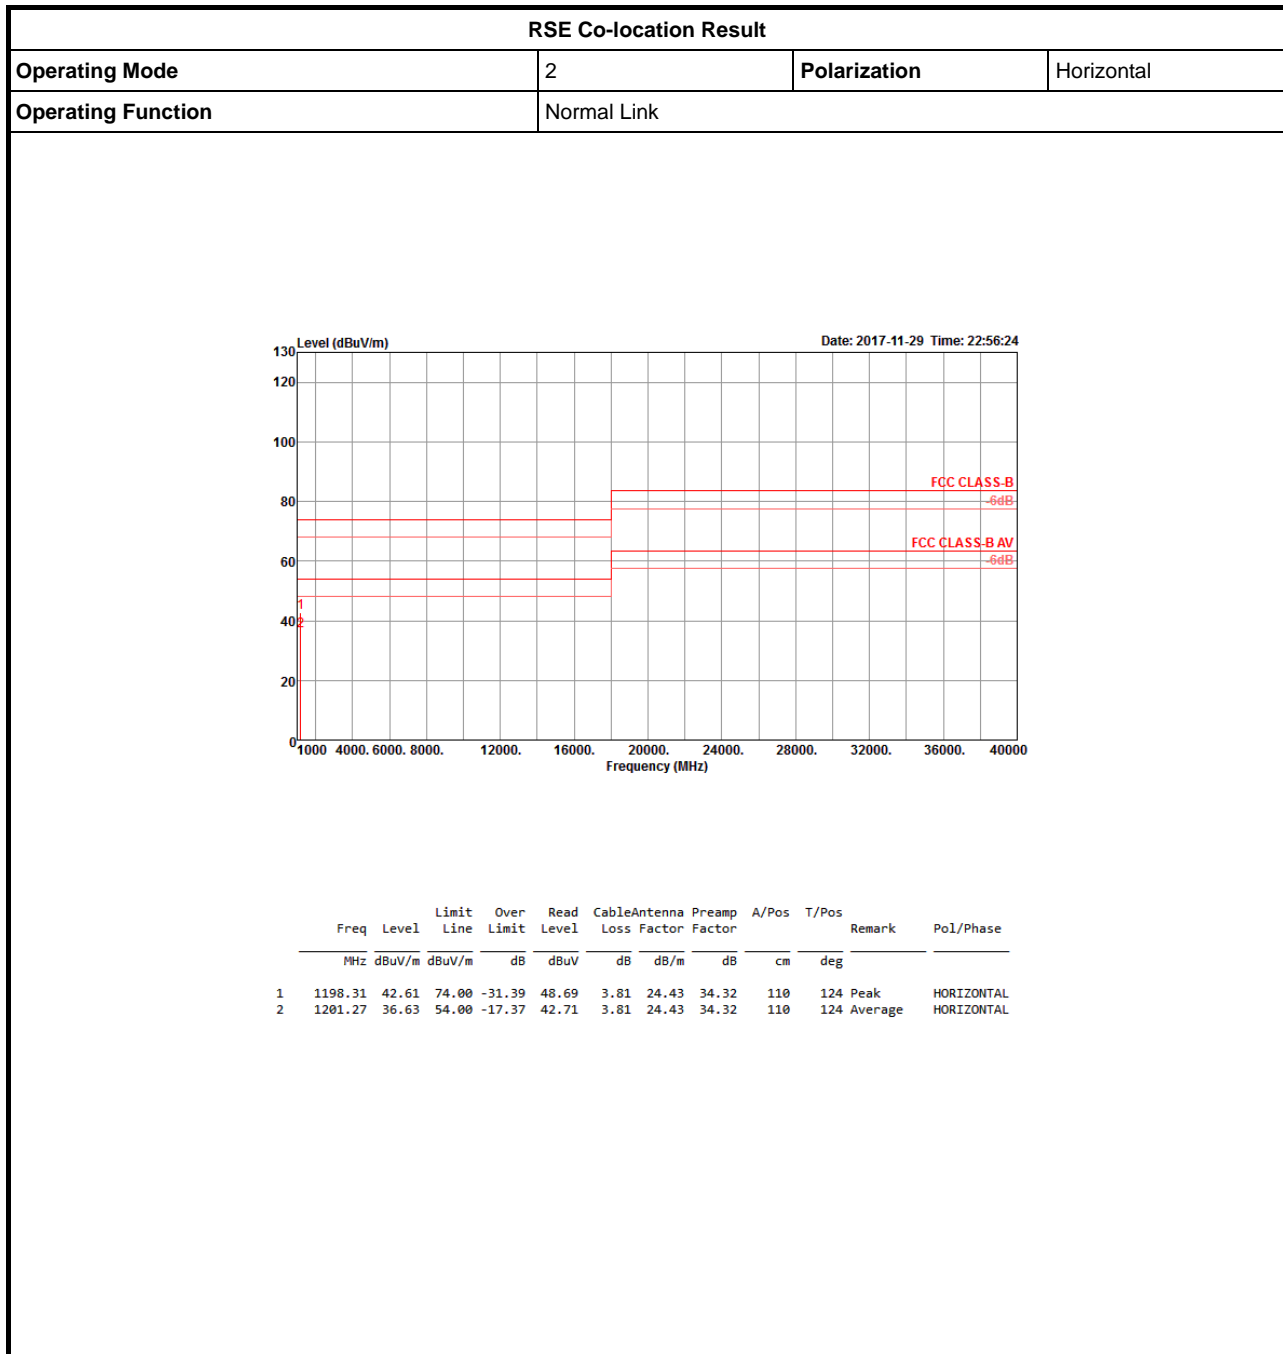 RSE Co-location Result
Operating Mode 2 Polarization Horizontal
Operating Function Normal Link
Level (dBuV/m) Date: 2017-11-29 Time: 22:56:24
130
120
100
80
60
40
20
0
FCC CLASS-B
-6dB
FCC CLASS-B AV
-6dB
1
2
1000 4000. 6000. 8000. 12000. 16000. 20000. 24000. 28000. 32000. 36000. 40000
Frequency (MHz)
Limit Over Read CableAntenna Preamp A/Pos T/Pos
Freq Level Line Limit Level Loss Factor Factor Remark Pol/Phase
MHz dBuV/m dBuV/m dB dBuV dB dB/m dB cm deg
1 1198.31 42.61 74.00 -31.39 48.69 3.81 24.43 34.32 110 124 Peak HORIZONTAL
2 1201.27 36.63 54.00 -17.37 42.71 3.81 24.43 34.32 110 124 Average HORIZONTAL